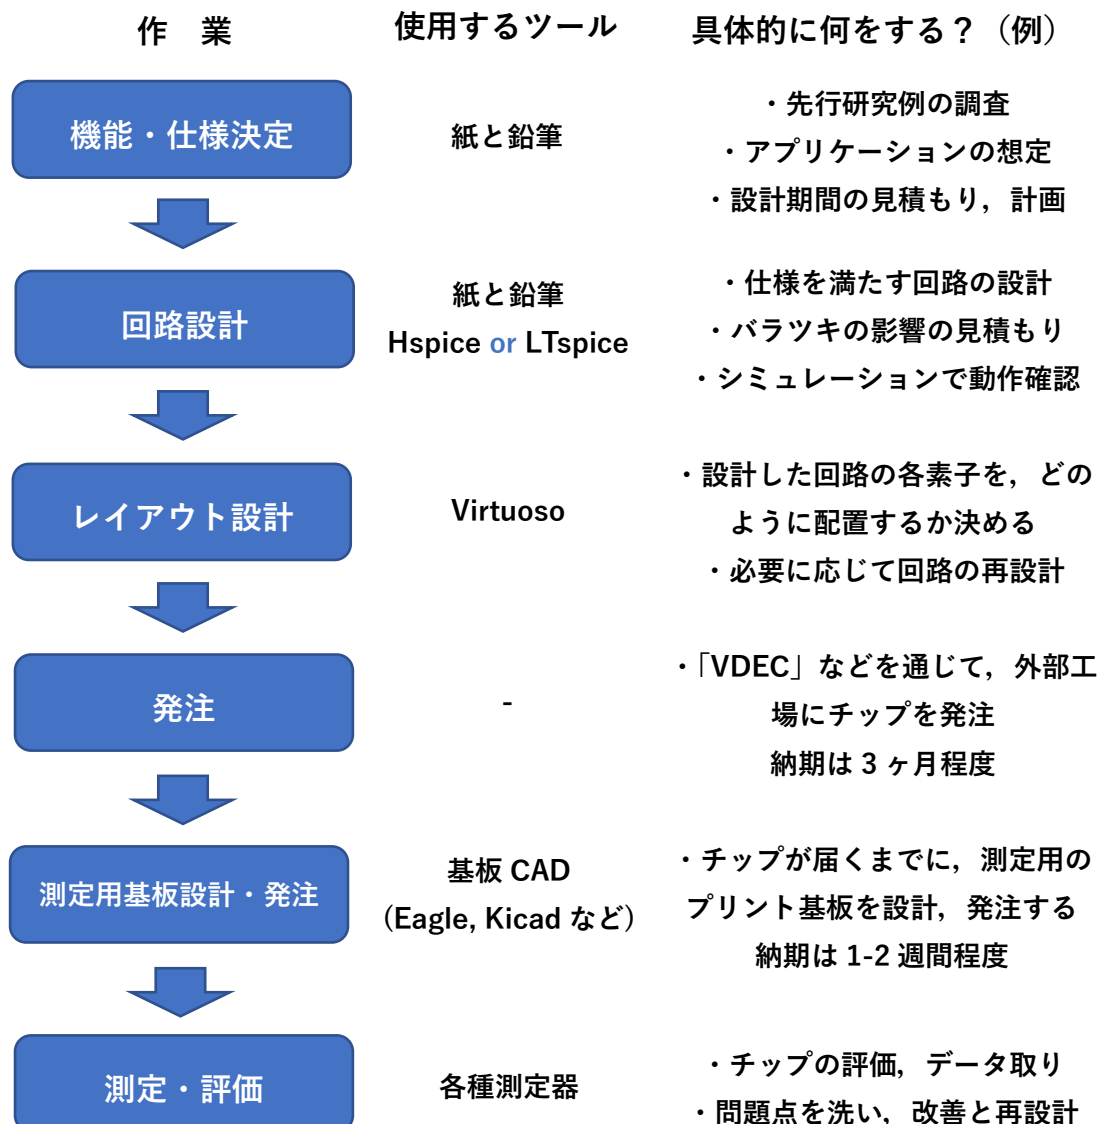 作　業
使用するツール
具体的に何をする？（例）
機能・仕様決定
紙と鉛筆
・先行研究例の調査
・アプリケーションの想定
・設計期間の見積もり，計画
回路設計
紙と鉛筆
Hspice or LTspice
・仕様を満たす回路の設計
・バラツキの影響の見積もり
・シミュレーションで動作確認
レイアウト設計
Virtuoso
・設計した回路の各素子を，どの
ように配置するか決める
・必要に応じて回路の再設計
発注
-
・「VDEC」などを通じて，外部工
場にチップを発注
納期は 3 ヶ月程度
測定用基板設計・発注
基板 CAD
（Eagle, Kicad など）
・チップが届くまでに，測定用の
プリント基板を設計，発注する
納期は 1-2 週間程度
測定・評価
各種測定器
・チップの評価，データ取り
・問題点を洗い，改善と再設計